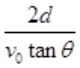 2d
v₀ tan θ